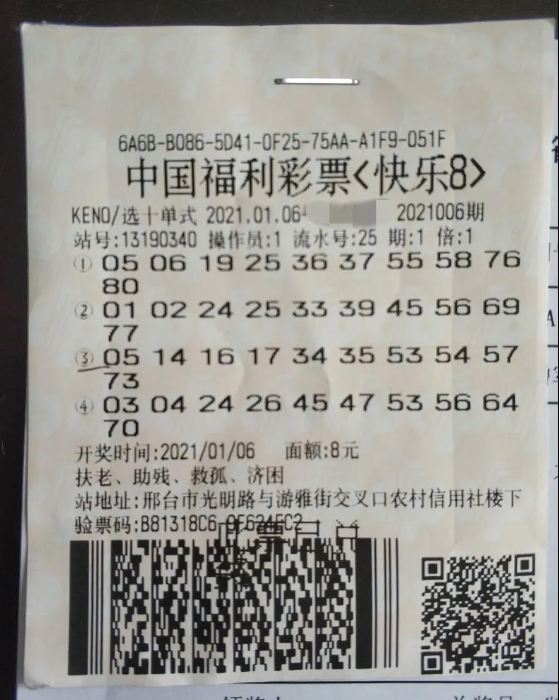 6A6B-B086-5D41-0F25-75AA-A1F9-051F
中国福利彩票<快乐8>
KENO/选十单式 2021.01.06 2021006期
站号:13190340 操作员:1 流水号:25 期:1 倍:1
① 05 06 19 25 36 37 55 58 76
80
② 01 02 24 25 33 39 45 56 69
77
③ 05 14 16 17 34 35 53 54 57
73
④ 03 04 24 26 45 47 53 56 64
70
开奖时间:2021/01/06 面额:8元
扶老、助残、救孤、济困
站地址:邢台市光明路与游雅街交叉口农村信用社楼下
验票码:B81318C6-